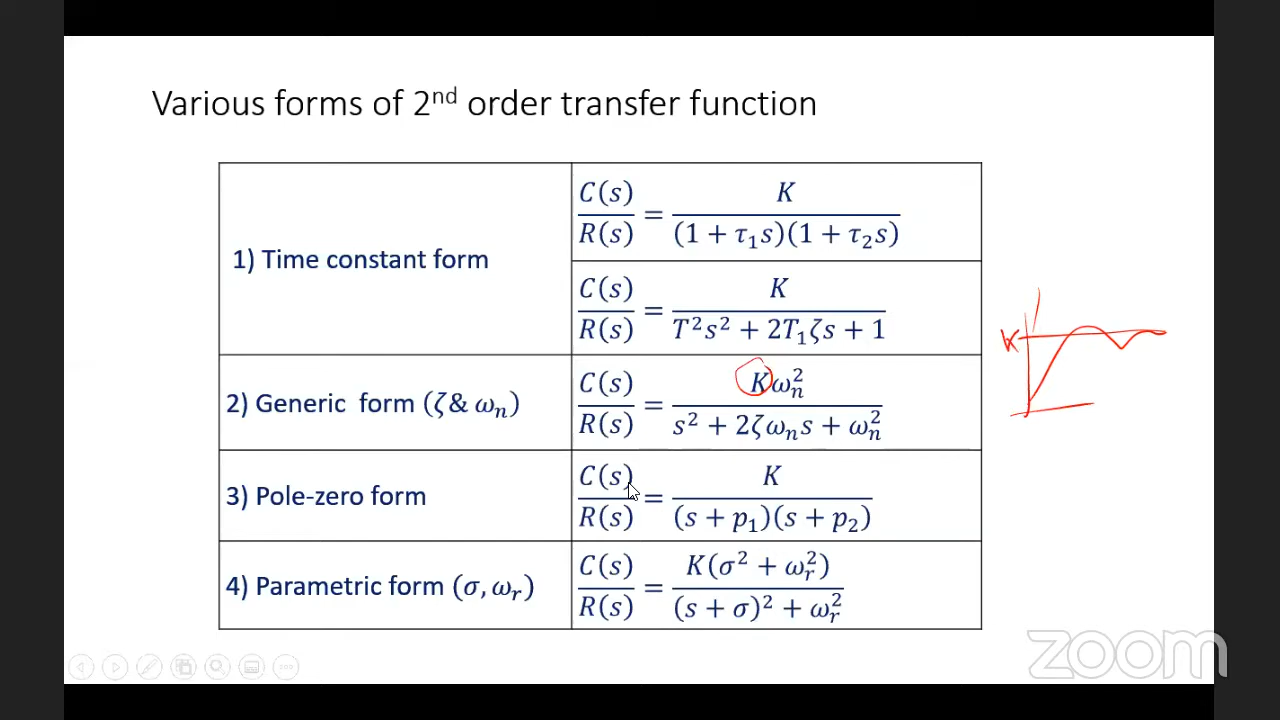 Various forms of 2nd order transfer function
1) Time constant form
C(s)/R(s) = K/((1 + τ₁s)(1 + τ₂s))
C(s)/R(s) = K/(T²s² + 2T₁ζs + 1)
2) Generic form (ζ& ωₙ)
C(s)/R(s) = Kωₙ²/(s² + 2ζωₙs + ωₙ²)
3) Pole-zero form
C(s)/R(s) = K/((s + p₁)(s + p₂))
4) Parametric form (σ, ωᵣ)
C(s)/R(s) = K(σ² + ωᵣ²)/((s + σ)² + ωᵣ²)
K
zoom